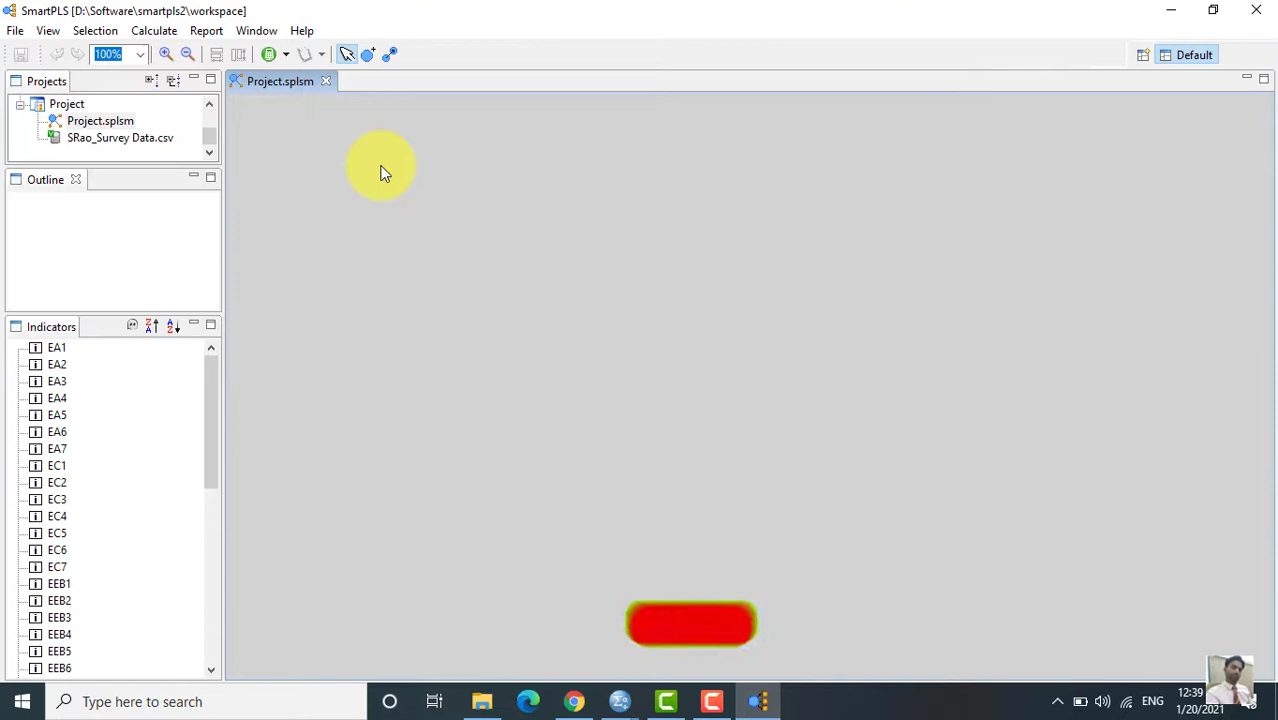 SmartPLS [D:\Software\smartpls2\workspace]
File View Selection Calculate Report Window Help
100%
Default
Projects
Project.splsm
Project
Project.splsm
SRao_Survey Data.csv
Outline
Indicators
EA1
EA2
EA3
EA4
EA5
EA6
EA7
EC1
EC2
EC3
EC4
EC5
EC6
EC7
EEB1
EEB2
EEB3
EEB4
EEB5
EEB6
Type here to search
ENG
12:39
1/20/2021